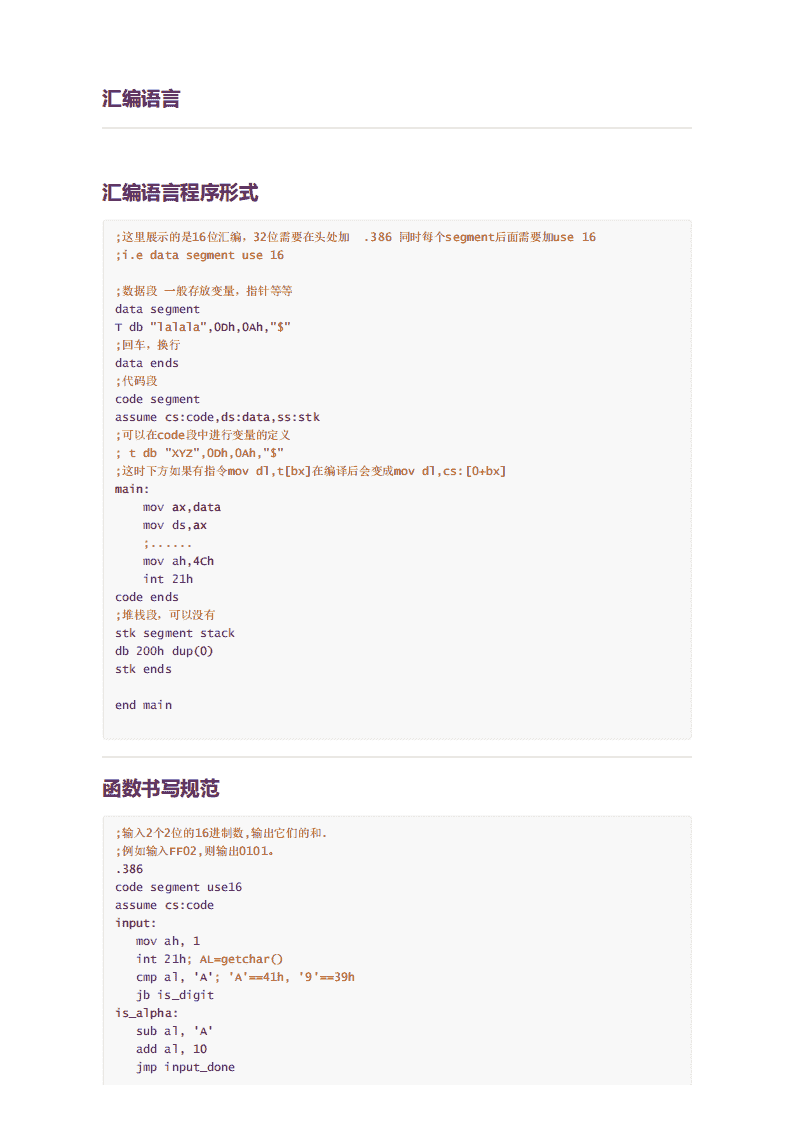 汇编语言
汇编语言程序形式
;这里展示的是16位汇编，32位需要在头处加  .386 同时每个segment后面需要加use 16
;i.e data segment use 16
;数据段 一般存放变量，指针等等
data segment
T db "lalala",0Dh,0Ah,"$"
;回车，换行
data ends
;代码段
code segment
assume cs:code,ds:data,ss:stk
;可以在code段中进行变量的定义
; t db "XYZ",0Dh,0Ah,"$"
;这时下方如果有指令mov dl,t[bx]在编译后会变成mov dl,cs:[0+bx]
main:
    mov ax,data
    mov ds,ax
    ;......
    mov ah,4Ch
    int 21h
code ends
;堆栈段，可以没有
stk segment stack
db 200h dup(0)
stk ends
end main
函数书写规范
;输入2个2位的16进制数,输出它们的和.
;例如输入FF02,则输出0101。
.386
code segment use16
assume cs:code
input:
   mov ah, 1
   int 21h; AL=getchar()
   cmp al, 'A'; 'A'==41h, '9'==39h
   jb is_digit
is_alpha:
   sub al, 'A'
   add al, 10
   jmp input_done